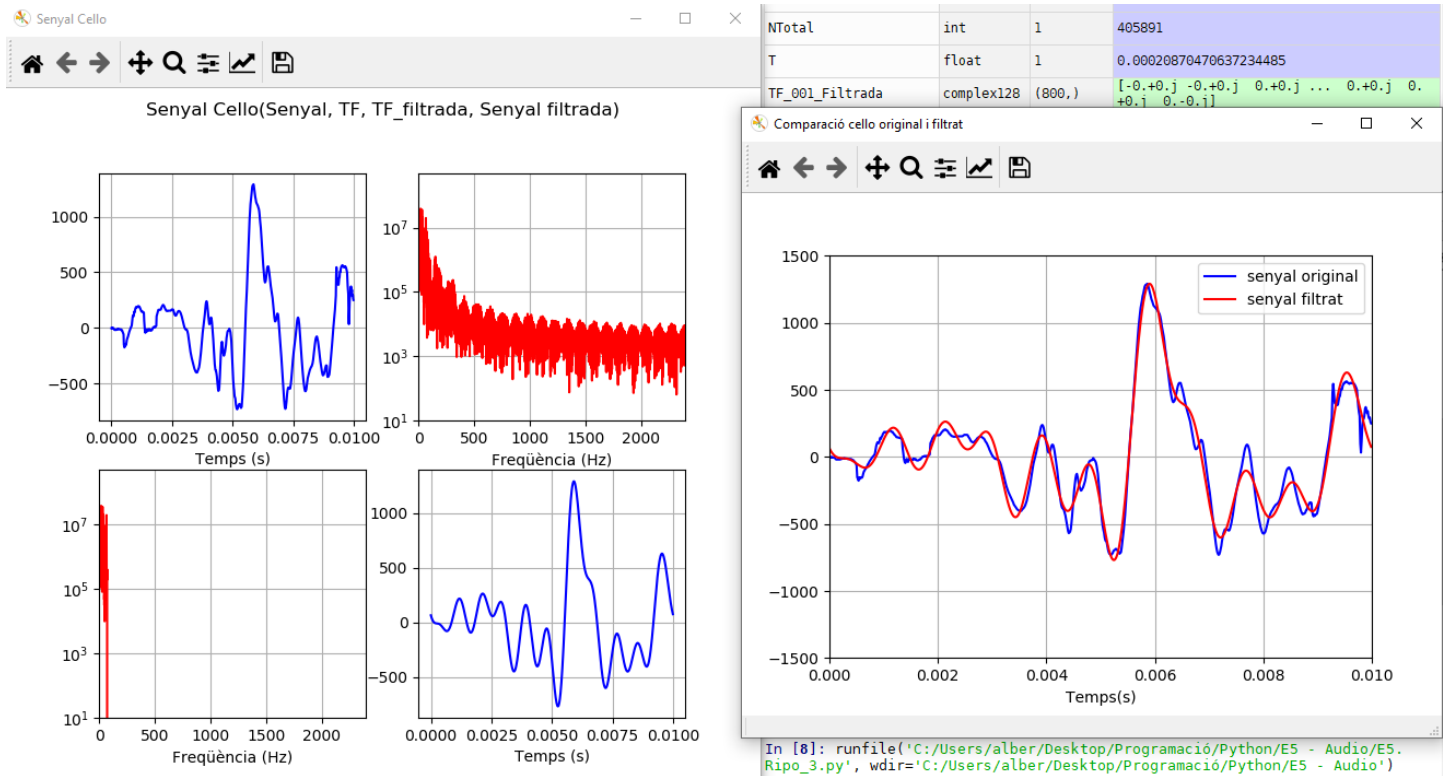 Senyal Cello
Senyal Cello(Senyal, TF, TF_filtrada, Senyal filtrada)
1000
500
0
−500
0.0000 0.0025 0.0050 0.0075 0.0100
Temps (s)
10^7
10^5
10^3
10^1
0 500 1000 1500 2000
Freqüència (Hz)
10^7
10^5
10^3
10^1
0 500 1000 1500 2000
Freqüència (Hz)
1000
500
0
−500
0.0000 0.0025 0.0050 0.0075 0.0100
Temps (s)
NTotal int 1 405891
T float 1 0.00020870470637234485
TF_001_Filtrada complex128 (800,) [-0.+0.j -0.+0.j 0.+0.j ... 0.+0.j 0.
+0.j 0.-0.j]
Comparació cello original i filtrat
senyal original
senyal filtrat
1500
1000
500
0
−500
−1000
−1500
0.000 0.002 0.004 0.006 0.008 0.010
Temps(s)
In [8]: runfile('C:/Users/alber/Desktop/Programació/Python/E5 - Audio/E5.
Ripo_3.py', wdir='C:/Users/alber/Desktop/Programació/Python/E5 - Audio')